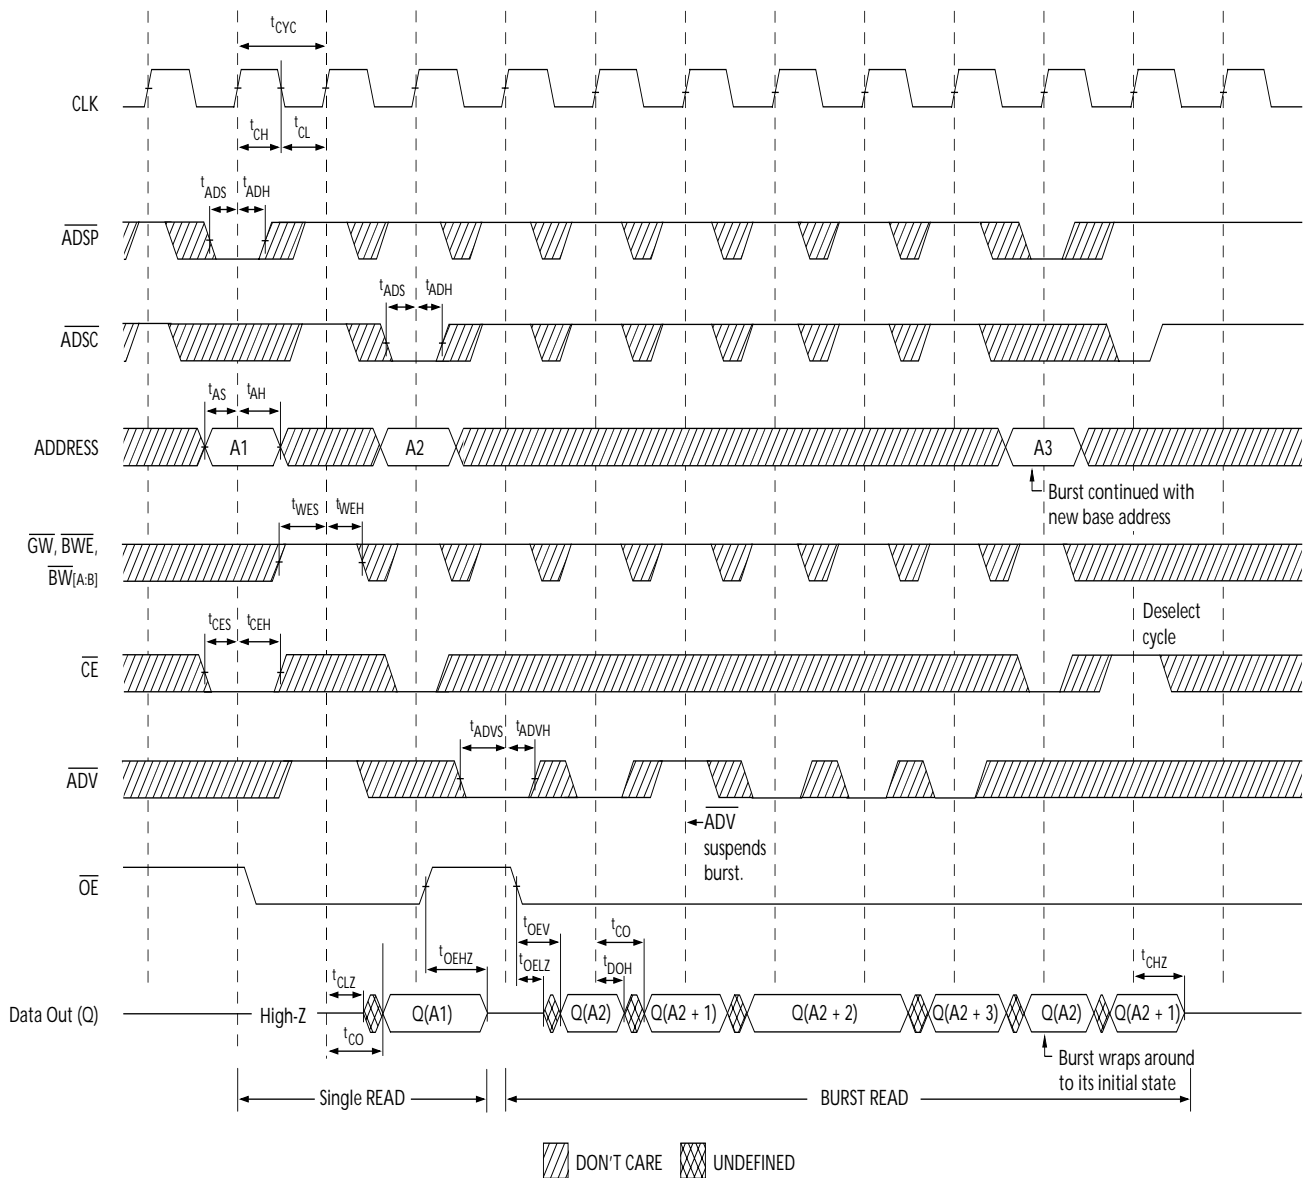 tCYC
CLK
tCH tCL
tADS tADH
ADSP
tADS tADH
ADSC
tAS tAH
ADDRESS A1 A2 A3
Burst continued with
new base address
tWES tWEH
GW, BWE,
BW[A:B]
Deselect
cycle
tCES tCEH
CE
tADVS tADVH
ADV
ADV
suspends
burst.
OE
tOEV tCO
tOEHZ tOELZ tDOH tCHZ
tCLZ
Data Out (Q) High-Z Q(A1) Q(A2) Q(A2 + 1) Q(A2 + 2) Q(A2 + 3) Q(A2) Q(A2 + 1)
tCO
Burst wraps around
to its initial state
Single READ BURST READ
DON'T CARE UNDEFINED